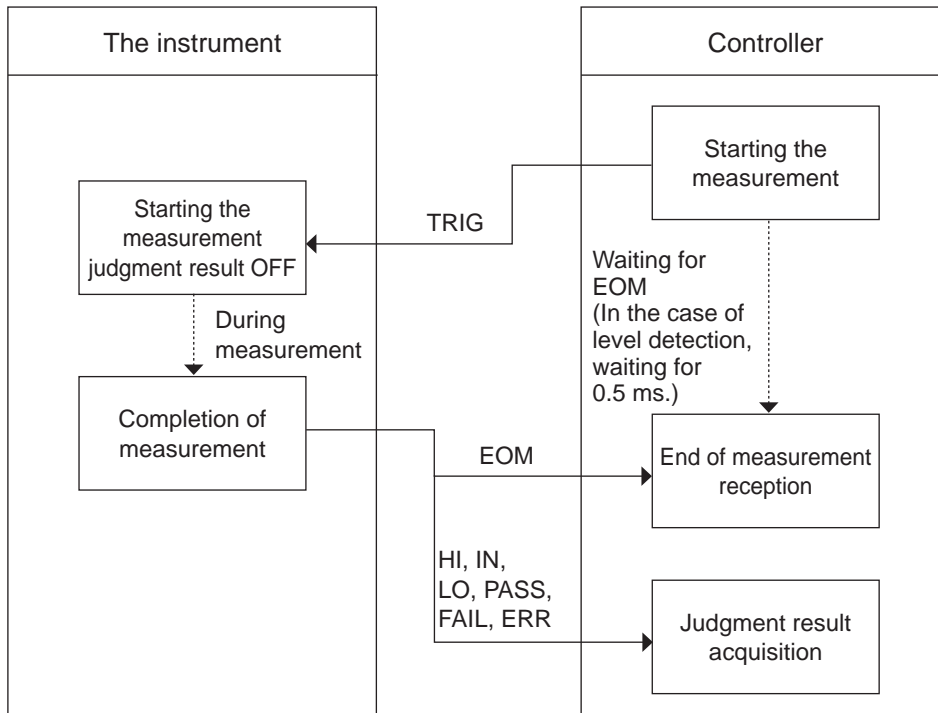 The instrument
Controller
Starting the
measurement
Starting the
measurement
judgment result OFF
TRIG
Waiting for
EOM
(In the case of
level detection,
waiting for
0.5 ms.)
During
measurement
Completion of
measurement
EOM
End of measurement
reception
HI, IN,
LO, PASS,
FAIL, ERR
Judgment result
acquisition